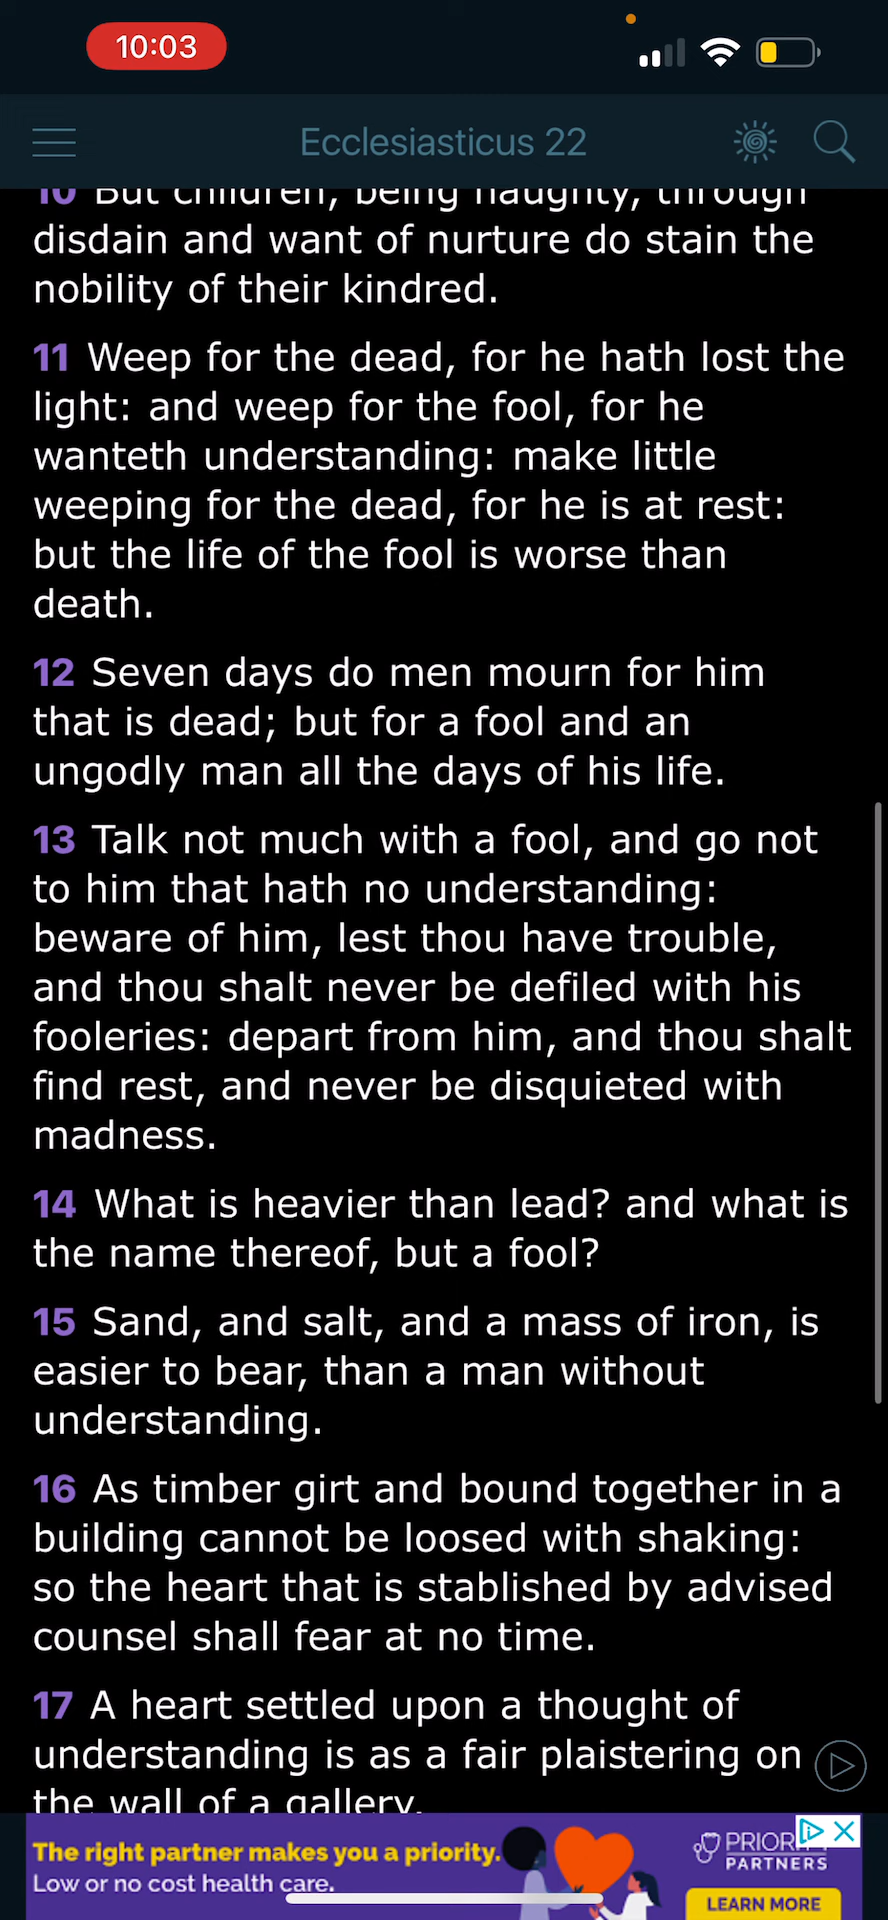 10:03
Ecclesiasticus 22
10 But children, being naughty, through
disdain and want of nurture do stain the
nobility of their kindred.
11 Weep for the dead, for he hath lost the
light: and weep for the fool, for he
wanteth understanding: make little
weeping for the dead, for he is at rest:
but the life of the fool is worse than
death.
12 Seven days do men mourn for him
that is dead; but for a fool and an
ungodly man all the days of his life.
13 Talk not much with a fool, and go not
to him that hath no understanding:
beware of him, lest thou have trouble,
and thou shalt never be defiled with his
fooleries: depart from him, and thou shalt
find rest, and never be disquieted with
madness.
14 What is heavier than lead? and what is
the name thereof, but a fool?
15 Sand, and salt, and a mass of iron, is
easier to bear, than a man without
understanding.
16 As timber girt and bound together in a
building cannot be loosed with shaking:
so the heart that is stablished by advised
counsel shall fear at no time.
17 A heart settled upon a thought of
understanding is as a fair plaistering on
the wall of a gallery.
The right partner makes you a priority.
Low or no cost health care.
PARTNERS
LEARN MORE